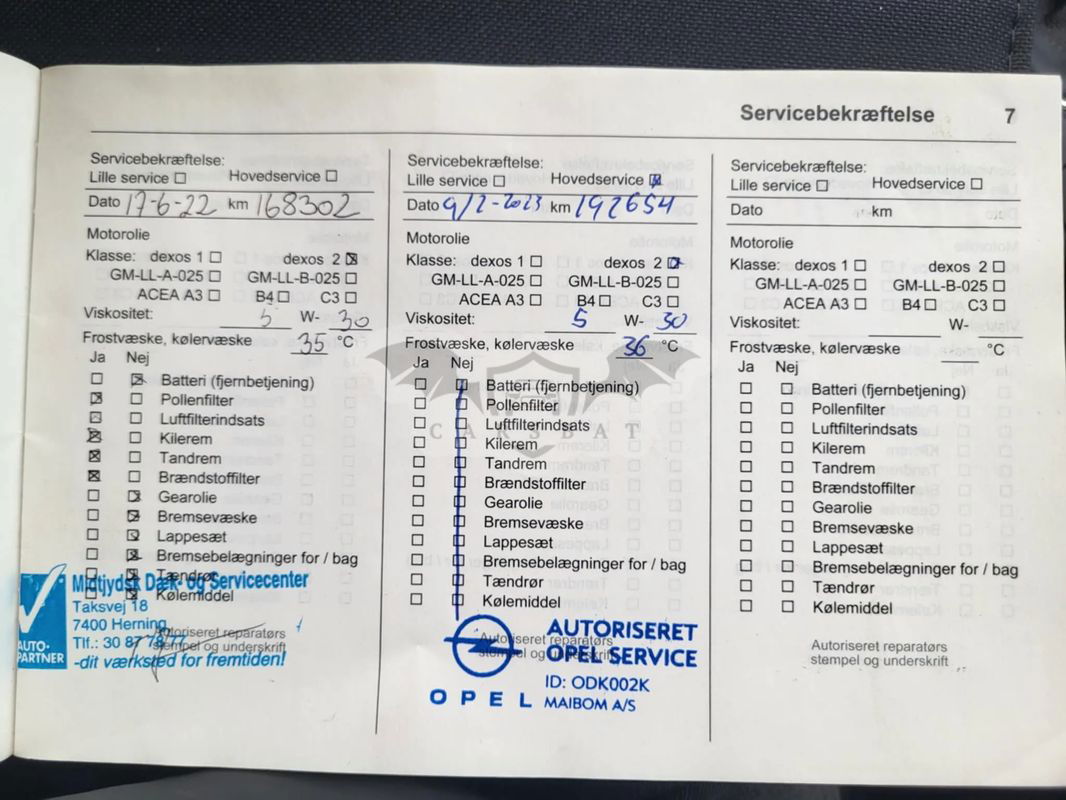 Servicebekræftelse 7
Servicebekræftelse:
Lille service ☐ Hovedservice ☐
Dato 17-6-22 km 168302
Motorolie
Klasse: dexos 1 ☐ dexos 2 ☒
GM-LL-A-025 ☐ GM-LL-B-025 ☐
ACEA A3 ☐ B4 ☐ C3 ☐
Viskositet: 5 W- 30
Frostvæske, kølervæske 35 °C
Ja Nej
☐ ☒ Batteri (fjernbetjening)
☒ ☐ Pollenfilter
☐ ☐ Luftfilterindsats
☒ ☐ Kilerem
☒ ☐ Tandrem
☒ ☐ Brændstoffilter
☐ ☒ Gearolie
☐ ☒ Bremsevæske
☐ ☒ Lappesæt
☐ ☒ Bremsebelægninger for / bag
☐ ☒ Tændrør
☐ ☒ Kølemiddel
Midtjydsk Dæk- og Servicecenter
Taksvej 18
7400 Herning
Tlf.: 30 87 78 77
-dit værksted for fremtiden!
AUTO-
PARTNER
Autoriseret reparatørs
stempel og underskrift
Servicebekræftelse:
Lille service ☐ Hovedservice ☒
Dato 9/2-2023 km 192654
Motorolie
Klasse: dexos 1 ☐ dexos 2 ☒
GM-LL-A-025 ☐ GM-LL-B-025 ☐
ACEA A3 ☐ B4 ☐ C3 ☐
Viskositet: 5 W- 30
Frostvæske, kølervæske 36 °C
Ja Nej
☐ ☐ Batteri (fjernbetjening)
☐ ☐ Pollenfilter
☐ ☐ Luftfilterindsats
☐ ☐ Kilerem
☐ ☐ Tandrem
☐ ☐ Brændstoffilter
☐ ☐ Gearolie
☐ ☐ Bremsevæske
☐ ☐ Lappesæt
☐ ☐ Bremsebelægninger for / bag
☐ ☐ Tændrør
☐ ☐ Kølemiddel
Autoriseret reparatørs
stempel og underskrift
OPEL
AUTORISERET
OPEL SERVICE
ID: ODK002K
MAIBOM A/S
Servicebekræftelse:
Lille service ☐ Hovedservice ☐
Dato km
Motorolie
Klasse: dexos 1 ☐ dexos 2 ☐
GM-LL-A-025 ☐ GM-LL-B-025 ☐
ACEA A3 ☐ B4 ☐ C3 ☐
Viskositet: W-
Frostvæske, kølervæske °C
Ja Nej
☐ ☐ Batteri (fjernbetjening)
☐ ☐ Pollenfilter
☐ ☐ Luftfilterindsats
☐ ☐ Kilerem
☐ ☐ Tandrem
☐ ☐ Brændstoffilter
☐ ☐ Gearolie
☐ ☐ Bremsevæske
☐ ☐ Lappesæt
☐ ☐ Bremsebelægninger for / bag
☐ ☐ Tændrør
☐ ☐ Kølemiddel
Autoriseret reparatørs
stempel og underskrift
CARSBAT